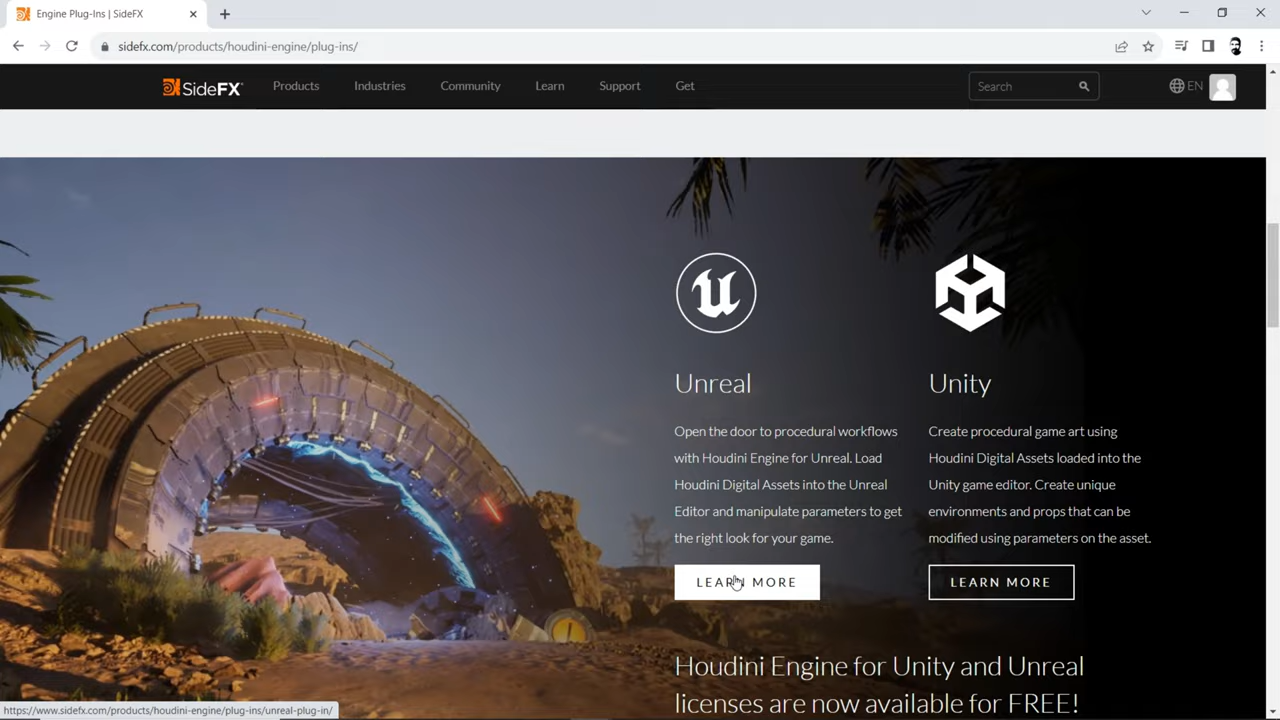 Engine Plug-Ins | SideFX
sidefx.com/products/houdini-engine/plug-ins/
SideFX
Products
Industries
Community
Learn
Support
Get
Search
EN
Unreal
Open the door to procedural workflows
with Houdini Engine for Unreal. Load
Houdini Digital Assets into the Unreal
Editor and manipulate parameters to get
the right look for your game.
LEARN MORE
Unity
Create procedural game art using
Houdini Digital Assets loaded into the
Unity game editor. Create unique
environments and props that can be
modified using parameters on the asset.
LEARN MORE
Houdini Engine for Unity and Unreal
licenses are now available for FREE!
https://www.sidefx.com/products/houdini-engine/plug-ins/unreal-plug-in/